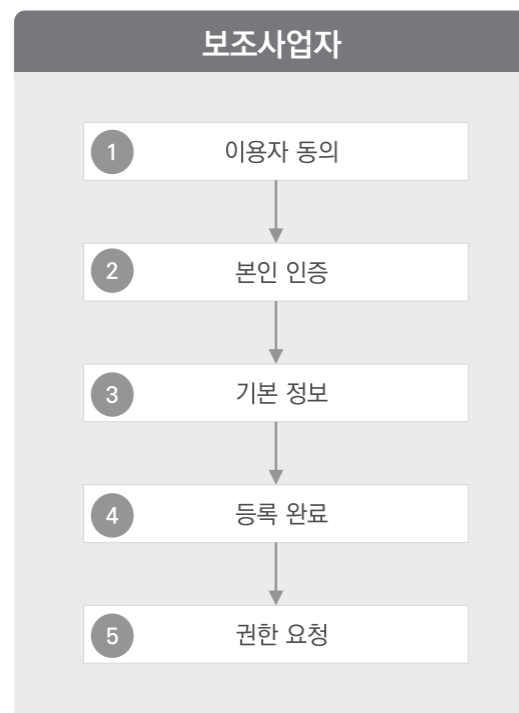 보조사업자
1 이용자 동의
2 본인 인증
3 기본 정보
4 등록 완료
5 권한 요청